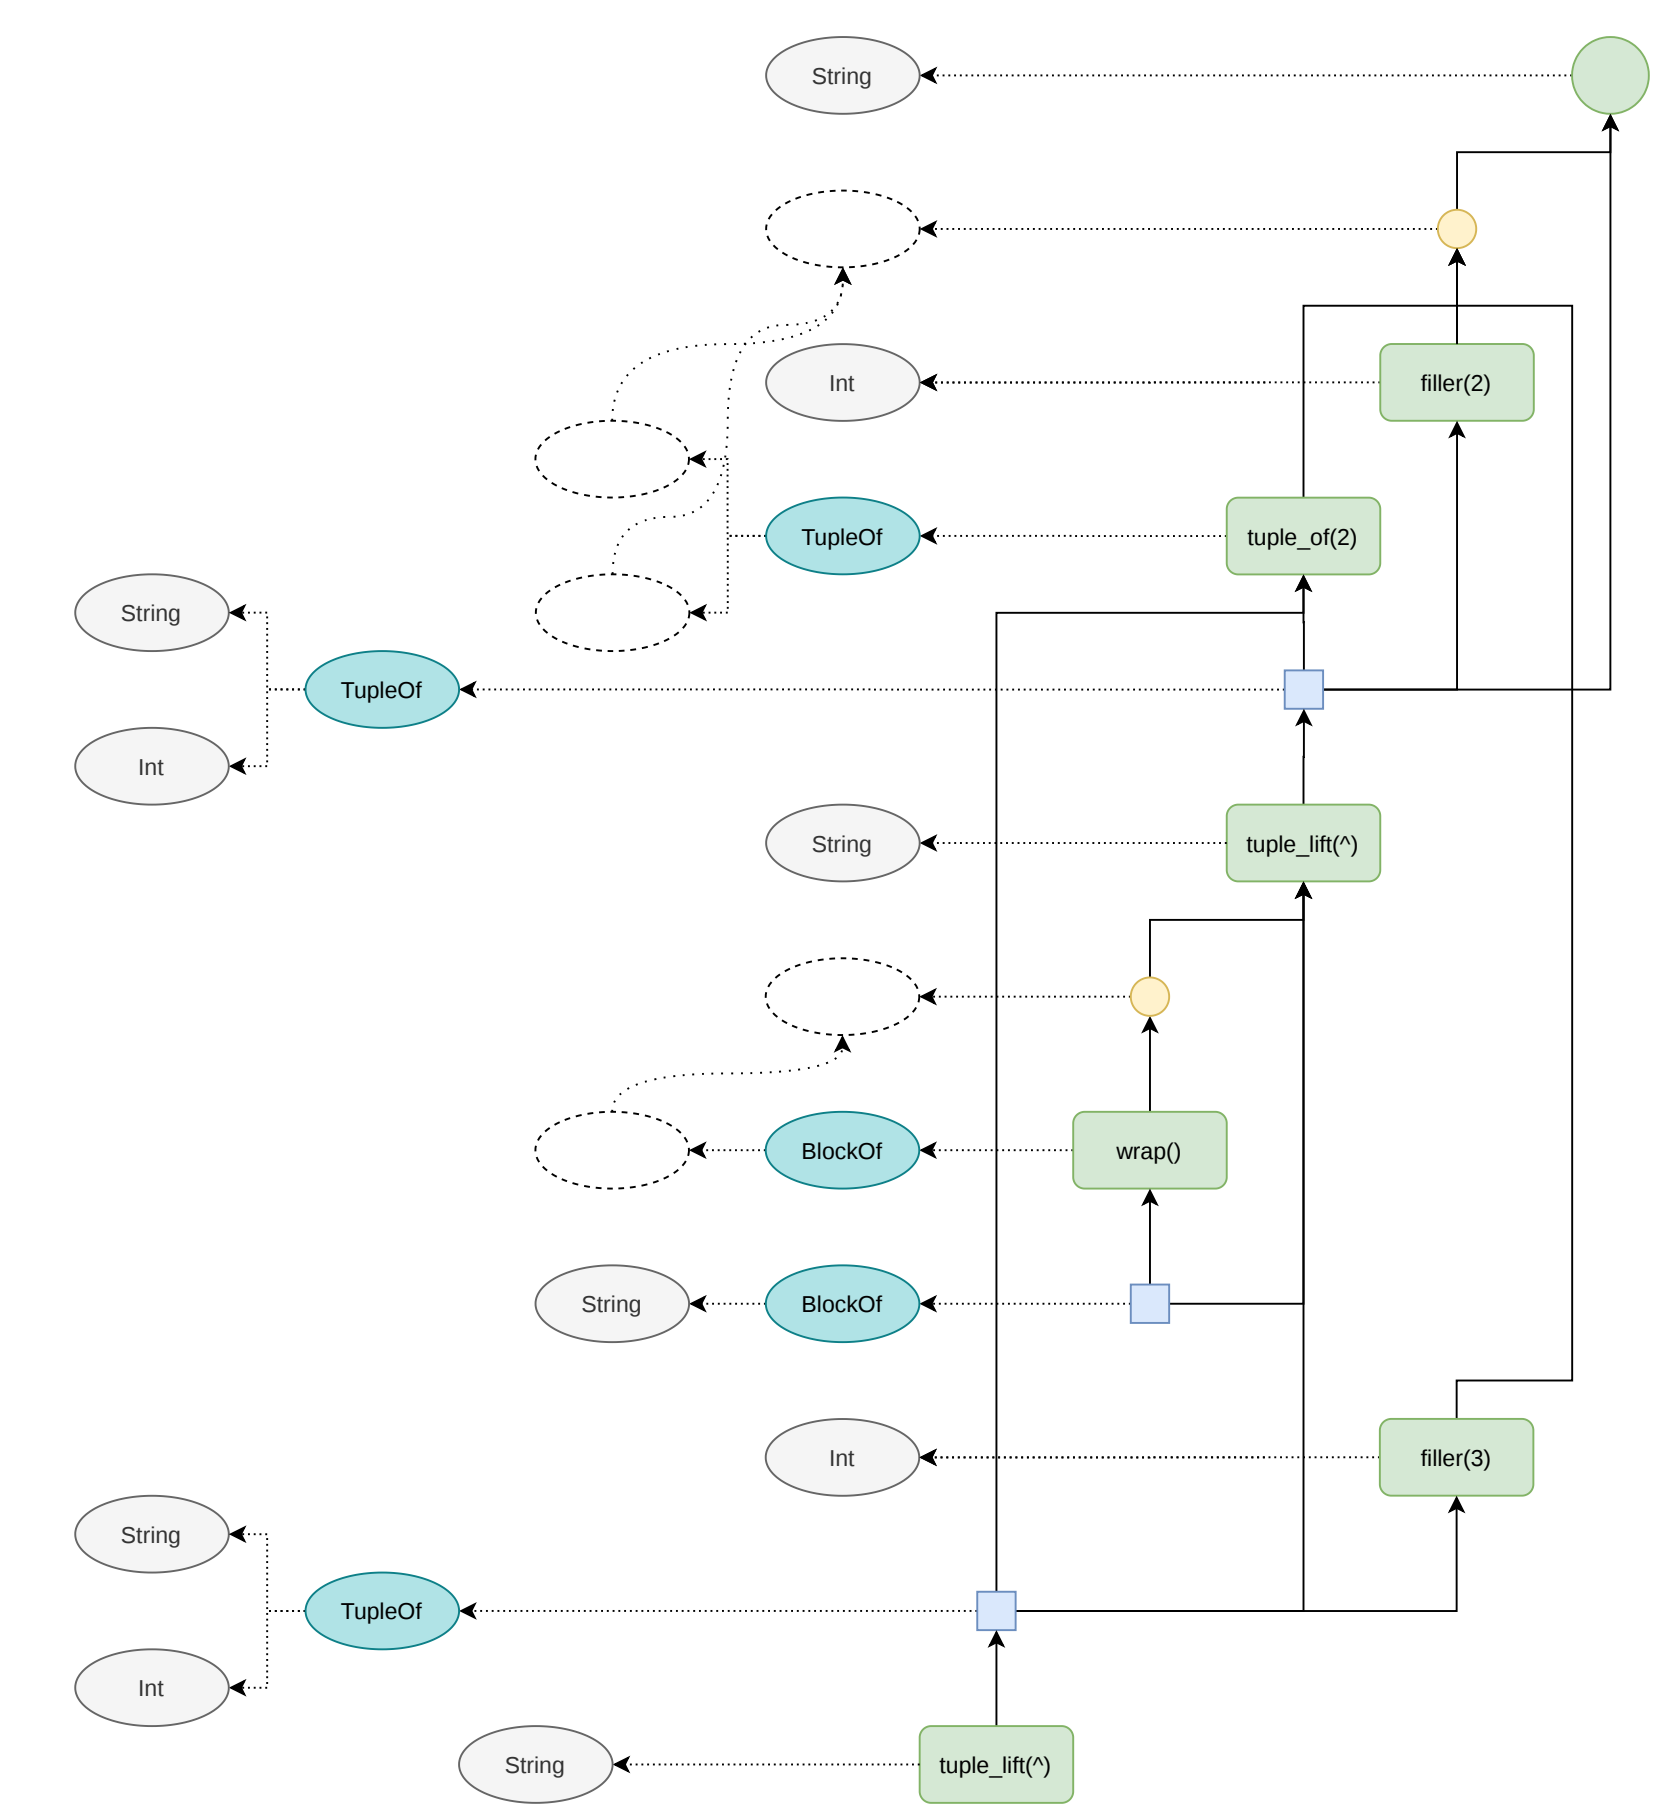 String
Int
filler(2)
TupleOf
tuple_of(2)
String
TupleOf
Int
String
tuple_lift(^)
BlockOf
wrap()
String
BlockOf
Int
filler(3)
String
TupleOf
Int
String
tuple_lift(^)